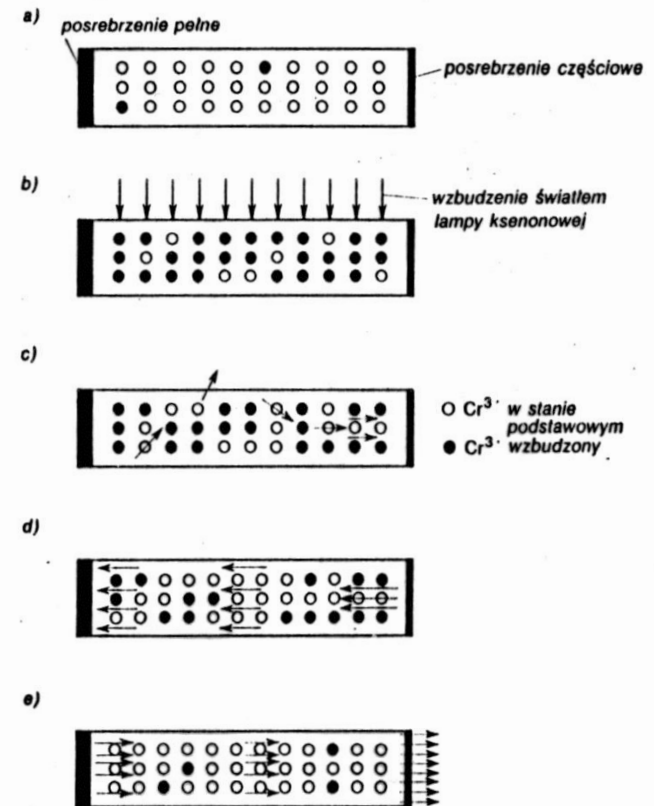 a)
posrebrzenie pełne
posrebrzenie częściowe
b)
wzbudzenie światłem
lampy ksenonowej
c)
Cr³⁺ w stanie
podstawowym
Cr³⁺ wzbudzony
d)
e)